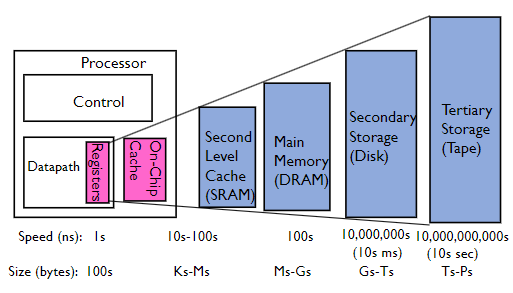 Processor
Control
Datapath
Registers
On-Chip
Cache
Second
Level
Cache
(SRAM)
Main
Memory
(DRAM)
Secondary
Storage
(Disk)
Tertiary
Storage
(Tape)
Speed (ns): 1s 10s-100s 100s 10,000,000s 10,000,000,000s
(10s ms) (10s sec)
Size (bytes): 100s Ks-Ms Ms-Gs Gs-Ts Ts-Ps